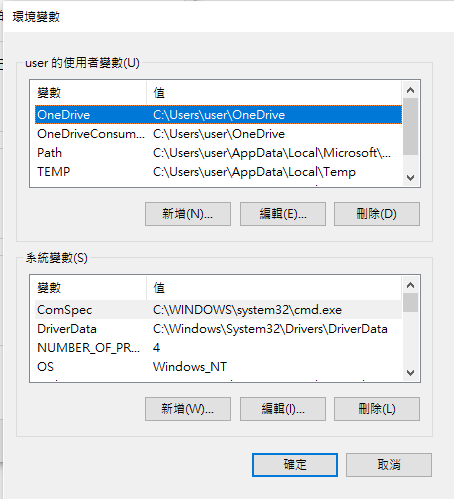 環境變數
user 的使用者變數(U)
變數 值
OneDrive C:\Users\user\OneDrive
OneDriveConsum... C:\Users\user\OneDrive
Path C:\Users\user\AppData\Local\Microsoft\...
TEMP C:\Users\user\AppData\Local\Temp
新增(N)... 編輯(E)... 刪除(D)
系統變數(S)
變數 值
ComSpec C:\WINDOWS\system32\cmd.exe
DriverData C:\Windows\System32\Drivers\DriverData
NUMBER_OF_PR... 4
OS Windows_NT
新增(W)... 編輯(I)... 刪除(L)
確定 取消